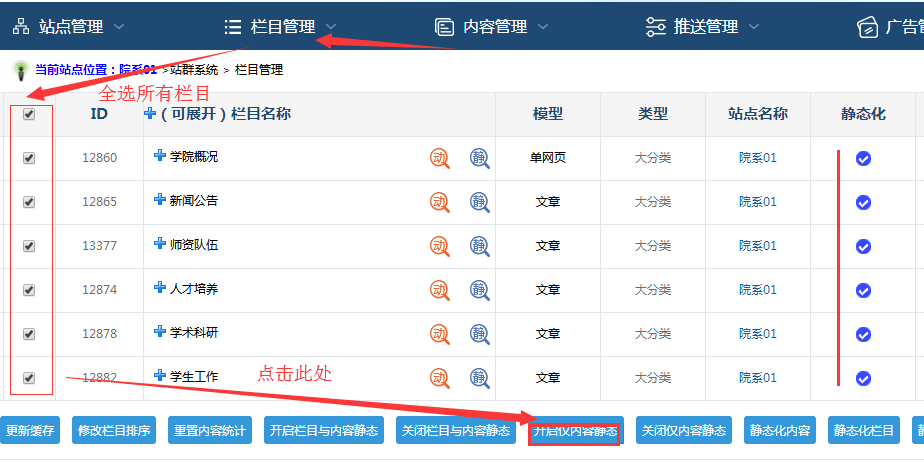 站点管理 栏目管理 内容管理 推送管理 广告管
当前站点位置：院系01 >站群系统 > 栏目管理
全选所有栏目
ID （可展开）栏目名称 模型 类型 站点名称 静态化
12860 学院概况 动 静 单网页 大分类 院系01
12865 新闻公告 动 静 文章 大分类 院系01
13377 师资队伍 动 静 文章 大分类 院系01
12874 人才培养 动 静 文章 大分类 院系01
12878 学术科研 动 静 文章 大分类 院系01
点击此处
12882 学生工作 动 静 文章 大分类 院系01
更新缓存 修改栏目排序 重置内容统计 开启栏目与内容静态 关闭栏目与内容静态 开启仅内容静态 关闭仅内容静态 静态化内容 静态化栏目